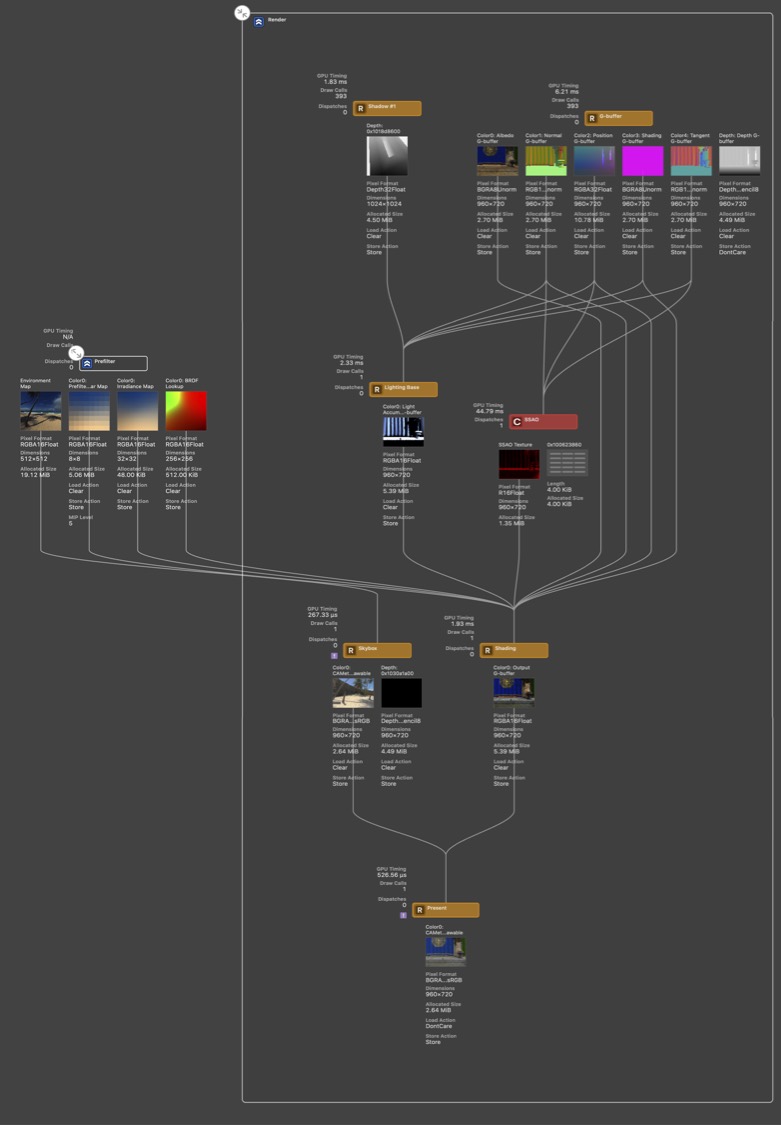 Render
GPU Timing
1.83 ms
Draw Calls
393
Dispatches
0
R Shadow #1
Depth:
0x1018d8600
Pixel Format
Depth32Float
Dimensions
1024×1024
Allocated Size
4.50 MiB
Load Action
Clear
Store Action
Store
GPU Timing
6.21 ms
Draw Calls
393
Dispatches
0
R G-buffer
Color0: Albedo
G-buffer
Pixel Format
BGRA8Unorm
Dimensions
960×720
Allocated Size
2.70 MiB
Load Action
Clear
Store Action
Store
Color1: Normal
G-buffer
Pixel Format
RGB1...norm
Dimensions
960×720
Allocated Size
2.70 MiB
Load Action
Clear
Store Action
Store
Color2: Position
G-buffer
Pixel Format
RGBA32Float
Dimensions
960×720
Allocated Size
10.78 MiB
Load Action
Clear
Store Action
Store
Color3: Shading
G-buffer
Pixel Format
BGRA8Unorm
Dimensions
960×720
Allocated Size
2.70 MiB
Load Action
Clear
Store Action
Store
Color4: Tangent
G-buffer
Pixel Format
RGB1...norm
Dimensions
960×720
Allocated Size
2.70 MiB
Load Action
Clear
Store Action
Store
Depth: Depth G-
buffer
Pixel Format
Depth...encil8
Dimensions
960×720
Allocated Size
4.49 MiB
Load Action
Clear
Store Action
DontCare
GPU Timing
N/A
Draw Calls
Dispatches
0
Prefilter
Environment
Map
Pixel Format
RGBA16Float
Dimensions
512×512
Allocated Size
19.12 MiB
Color0:
Prefilte...ar Map
Pixel Format
RGBA16Float
Dimensions
8×8
Allocated Size
5.06 MiB
Load Action
Clear
Store Action
Store
MIP Level
5
Color0:
Irradiance Map
Pixel Format
RGBA16Float
Dimensions
32×32
Allocated Size
48.00 KiB
Load Action
Clear
Store Action
Store
Color0: BRDF
Lookup
Pixel Format
RGBA16Float
Dimensions
256×256
Allocated Size
512.00 KiB
Load Action
Clear
Store Action
Store
GPU Timing
2.33 ms
Draw Calls
1
Dispatches
0
R Lighting Base
Color0: Light
Accum...-buffer
Pixel Format
RGBA16Float
Dimensions
960×720
Allocated Size
5.39 MiB
Load Action
Clear
Store Action
Store
GPU Timing
44.79 ms
Dispatches
1
C SSAO
SSAO Texture
Pixel Format
R16Float
Dimensions
960×720
Allocated Size
1.35 MiB
Length
4.00 KiB
Allocated Size
4.00 KiB
GPU Timing
267.33 µs
Draw Calls
1
Dispatches
0
R Skybox
Color0:
CAMet...awable
Pixel Format
BGRA...sRGB
Dimensions
960×720
Allocated Size
2.64 MiB
Load Action
Clear
Store Action
Store
Depth:
0x1030a1a00
Pixel Format
Depth...encil8
Dimensions
960×720
Allocated Size
4.49 MiB
Load Action
Clear
Store Action
Store
GPU Timing
1.93 ms
Draw Calls
1
Dispatches
0
R Shading
Color0: Output
G-buffer
Pixel Format
RGBA16Float
Dimensions
960×720
Allocated Size
5.39 MiB
Load Action
Clear
Store Action
Store
GPU Timing
526.56 µs
Draw Calls
1
Dispatches
0
R Present
Color0:
CAMet...awable
Pixel Format
BGRA...sRGB
Dimensions
960×720
Allocated Size
2.64 MiB
Load Action
DontCare
Store Action
Store